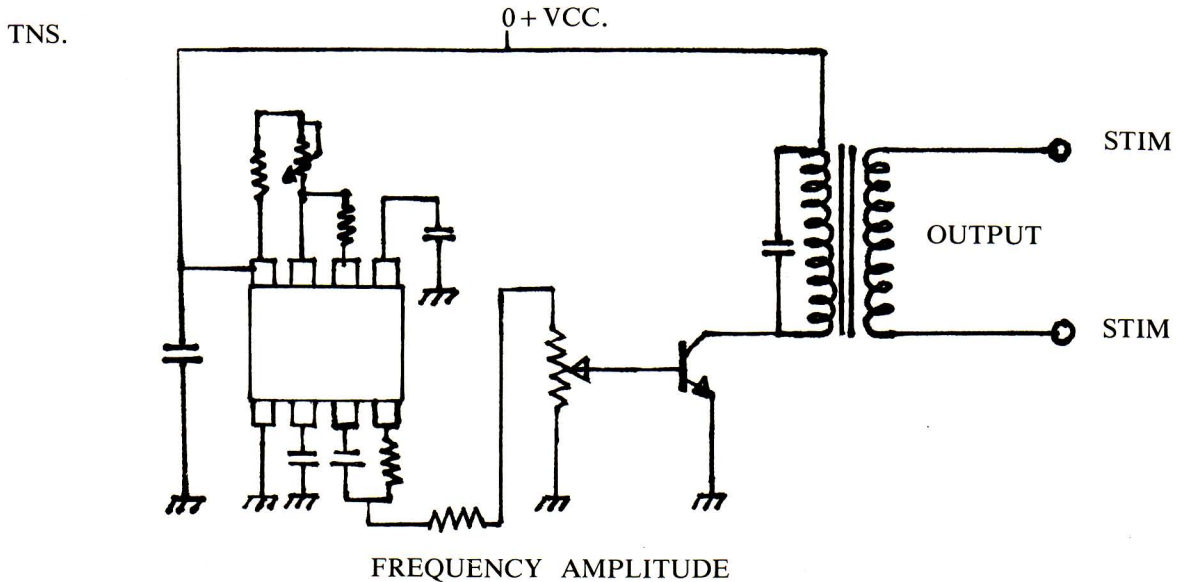 TNS.
0 + VCC.
STIM
OUTPUT
STIM
FREQUENCY AMPLITUDE